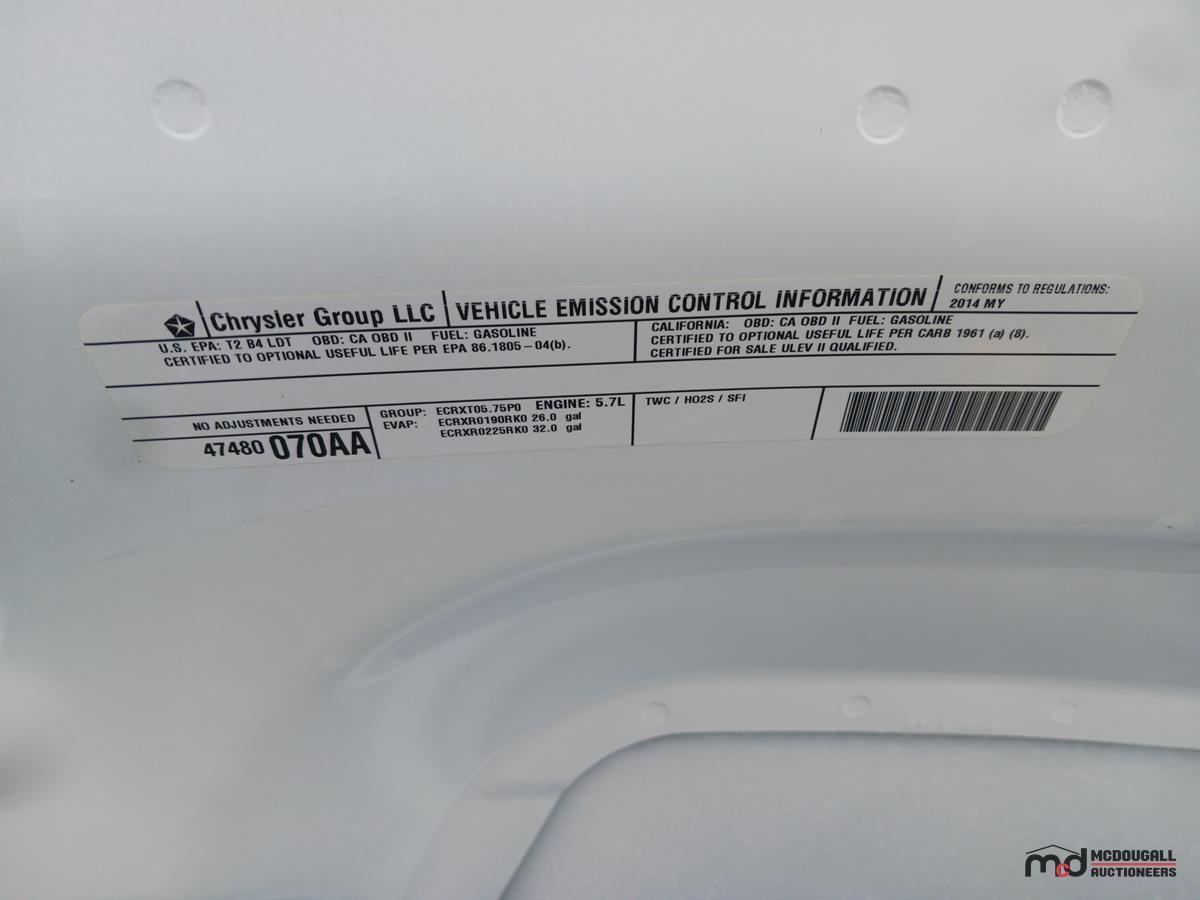 Chrysler Group LLC
VEHICLE EMISSION CONTROL INFORMATION
CONFORMS TO REGULATIONS:
2014 MY
U.S. EPA: T2 B4 LDT OBD: CA OBD II FUEL: GASOLINE
CERTIFIED TO OPTIONAL USEFUL LIFE PER EPA 86.1805-04(b).
CALIFORNIA: OBD: CA OBD II FUEL: GASOLINE
CERTIFIED TO OPTIONAL USEFUL LIFE PER CARB 1961 (a) (8).
CERTIFIED FOR SALE ULEV II QUALIFIED.
NO ADJUSTMENTS NEEDED
47480 070AA
GROUP: ECRXT05.75P0 ENGINE: 5.7L
EVAP: ECRXR0190RK0 26.0 gal
ECRXR0225RK0 32.0 gal
TWC / HO2S / SFI
mcd
MCDOUGALL
AUCTIONEERS